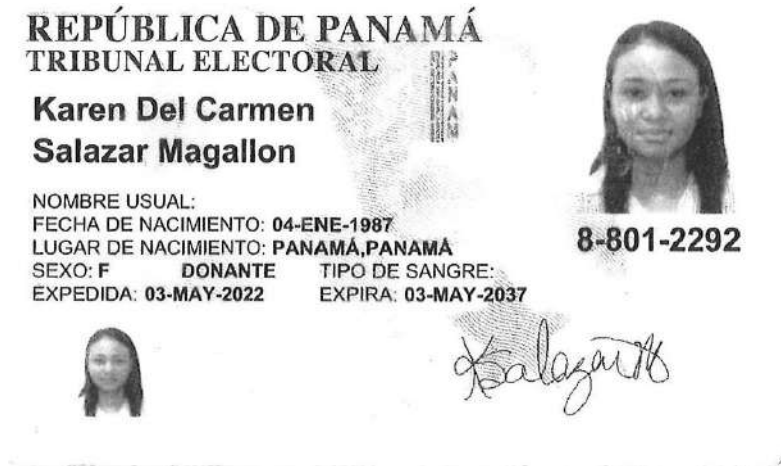 REPÚBLICA DE PANAMÁ
TRIBUNAL ELECTORAL
PANAMÁ
Karen Del Carmen
Salazar Magallon
NOMBRE USUAL:
FECHA DE NACIMIENTO: 04-ENE-1987
LUGAR DE NACIMIENTO: PANAMÁ,PANAMÁ
SEXO: F DONANTE TIPO DE SANGRE:
EXPEDIDA: 03-MAY-2022 EXPIRA: 03-MAY-2037
8-801-2292
KSalazarM